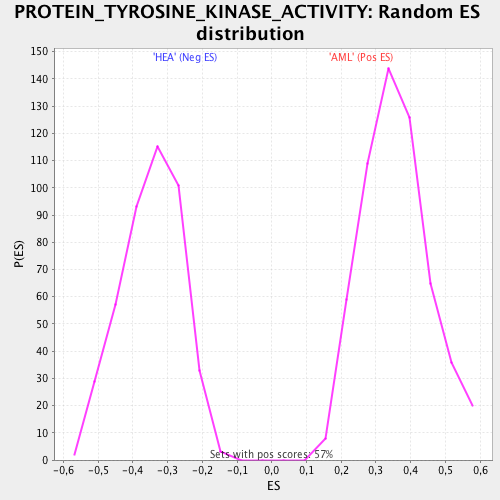 PROTEIN_TYROSINE_KINASE_ACTIVITY: Random ES
distribution
'HEA' (Neg ES) 'AML' (Pos ES)
P(ES)
150
140
130
120
110
100
90
80
70
60
50
40
30
20
10
0
Sets with pos scores: 57%
-0,6 -0,5 -0,4 -0,3 -0,2 -0,1 0,0 0,1 0,2 0,3 0,4 0,5 0,6
ES